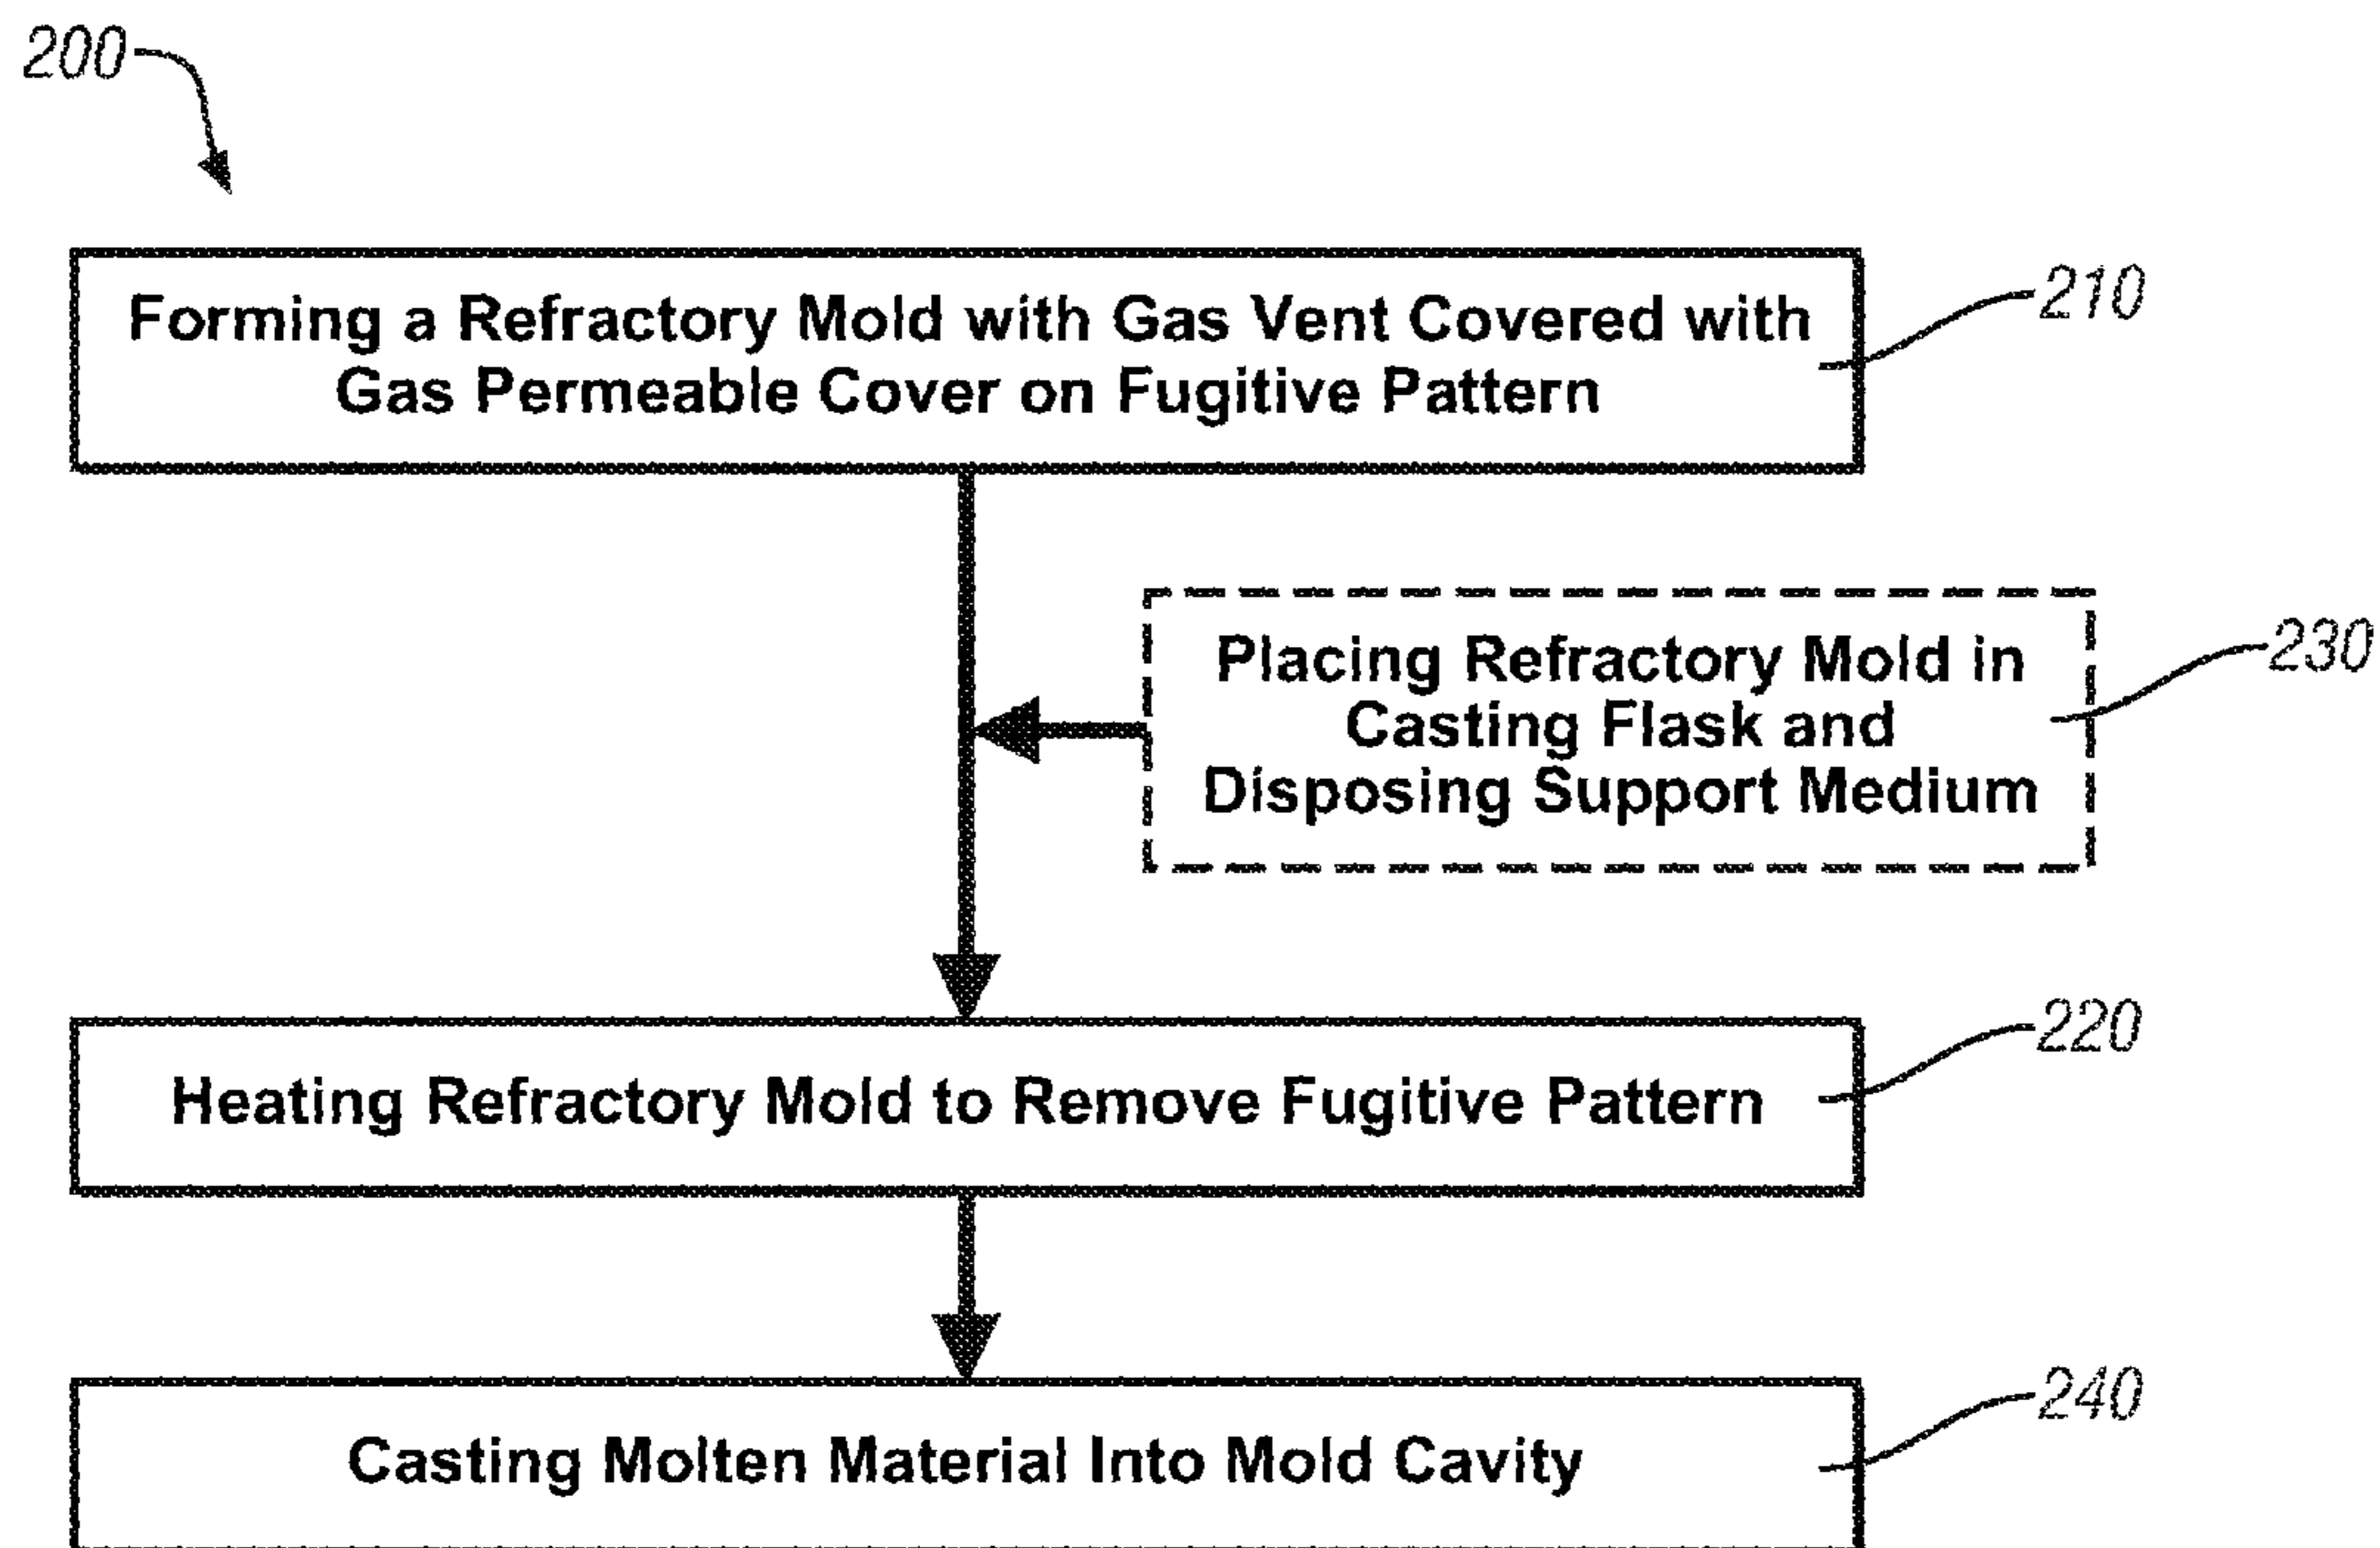 200
Forming a Refractory Mold with Gas Vent Covered with
Gas Permeable Cover on Fugitive Pattern
210
Placing Refractory Mold in
Casting Flask and
Disposing Support Medium
230
Heating Refractory Mold to Remove Fugitive Pattern
220
Casting Molten Material Into Mold Cavity
240